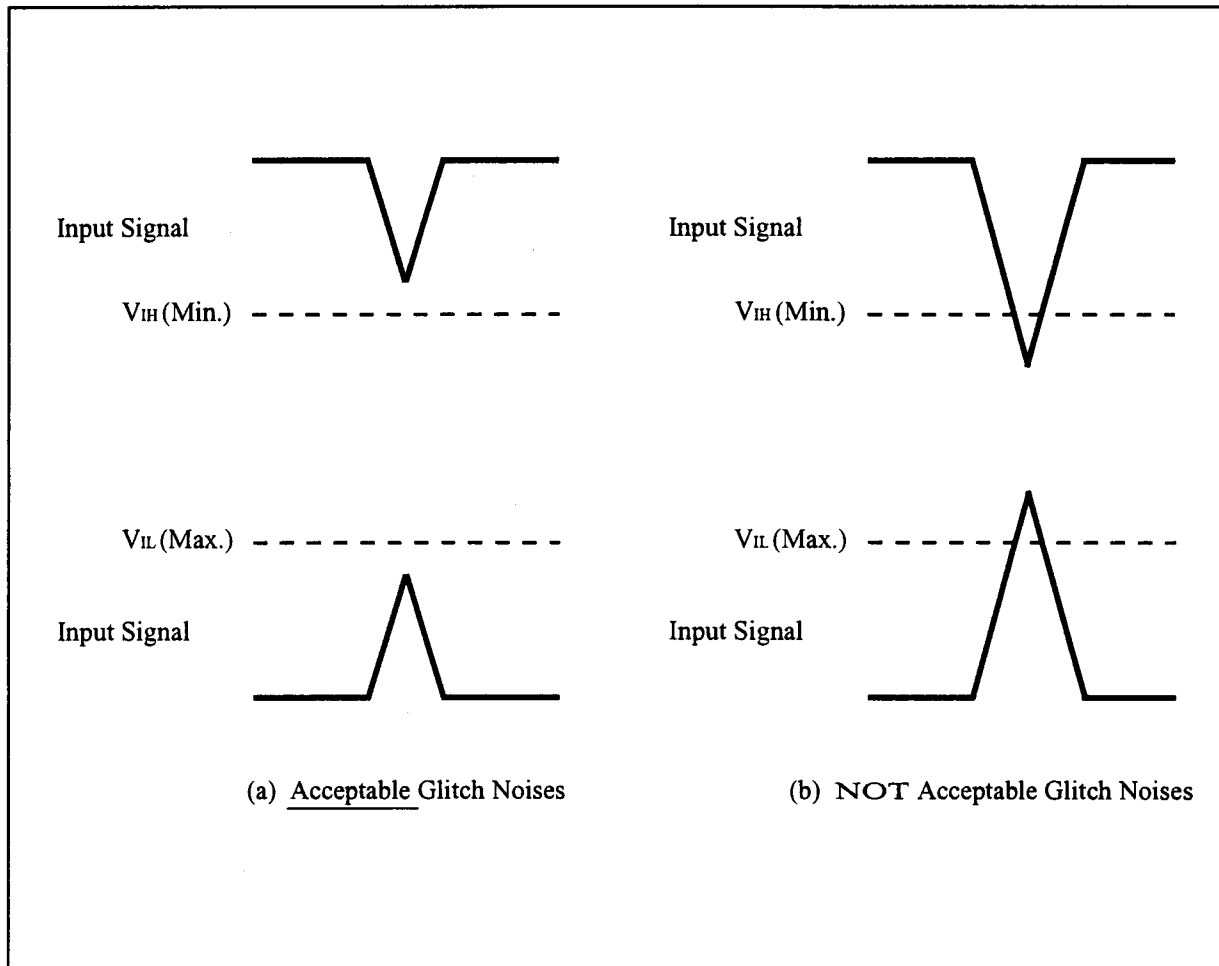 Input Signal
VIH (Min.)
VIL (Max.)
Input Signal
(a) Acceptable Glitch Noises
Input Signal
VIH (Min.)
VIL (Max.)
Input Signal
(b) NOT Acceptable Glitch Noises